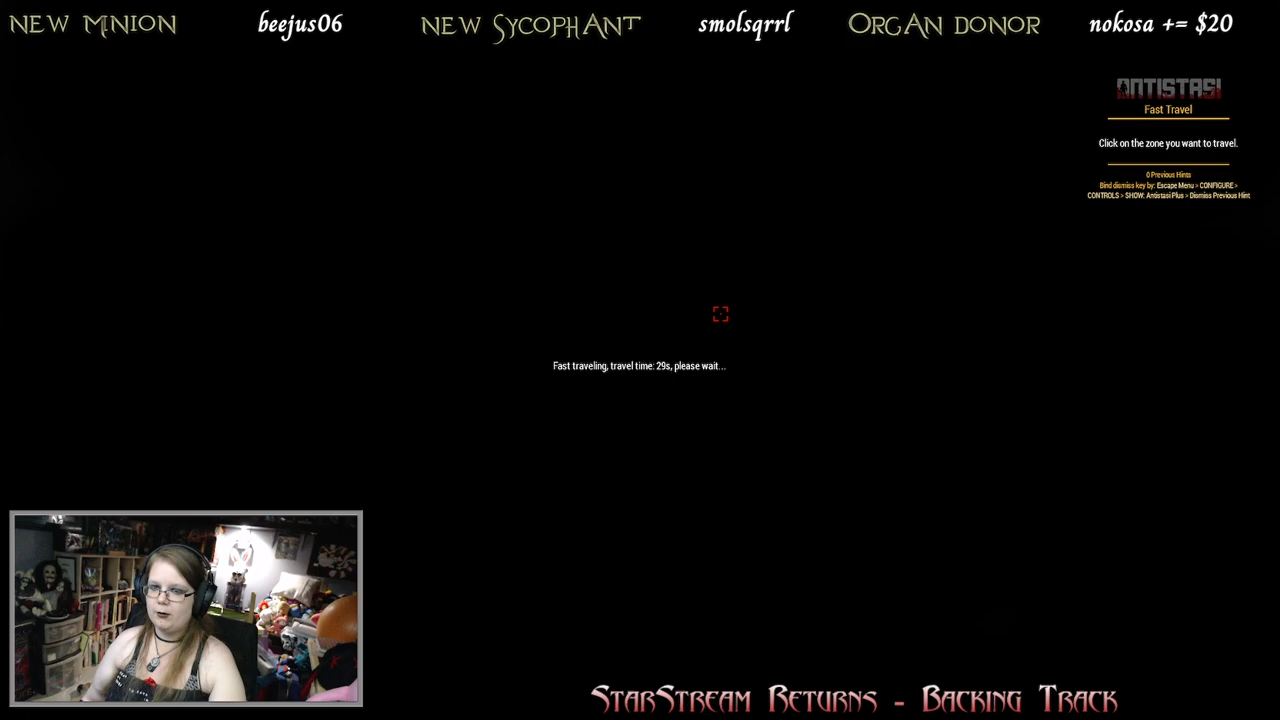 NEW MINION beejus06 NEW SYCOPHANT smolsqrrl ORGAN DONOR nokosa += $20
ANTISTASI
Fast Travel
Click on the zone you want to travel.
0 Previous Hints
Bind dismiss key by: Escape Menu > CONFIGURE >
CONTROLS > SHOW: Antistasi Plus > Dismiss Previous Hint
Fast traveling, travel time: 29s, please wait...
STARSTREAM RETURNS - BACKING TRACK